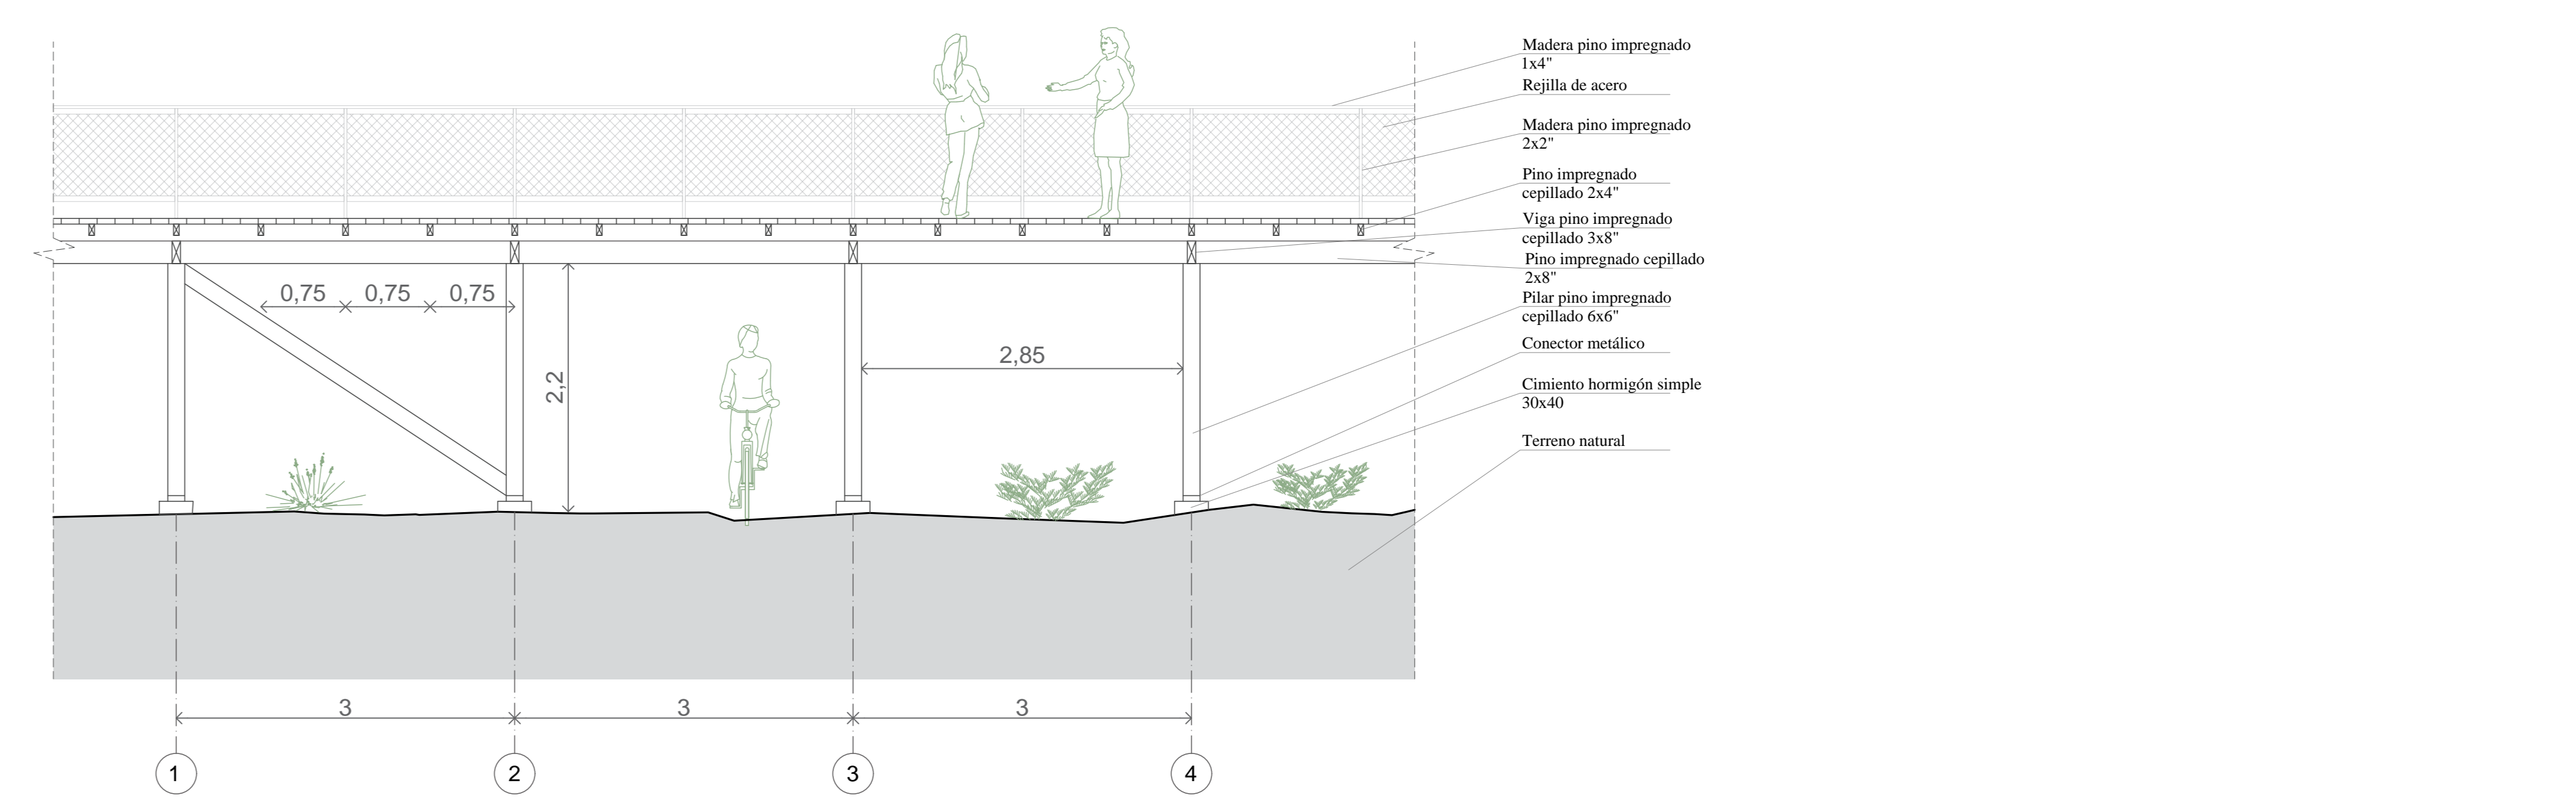 Madera pino impregnado
1x4"
Rejilla de acero
Madera pino impregnado
2x2"
Pino impregnado
cepillado 2x4"
Viga pino impregnado
cepillado 3x8"
Pino impregnado cepillado
2x8"
Pilar pino impregnado
cepillado 6x6"
Conector metálico
Cimiento hormigón simple
30x40
Terreno natural
0,75 0,75 0,75
2,2
2,85
3 3 3
1 2 3 4